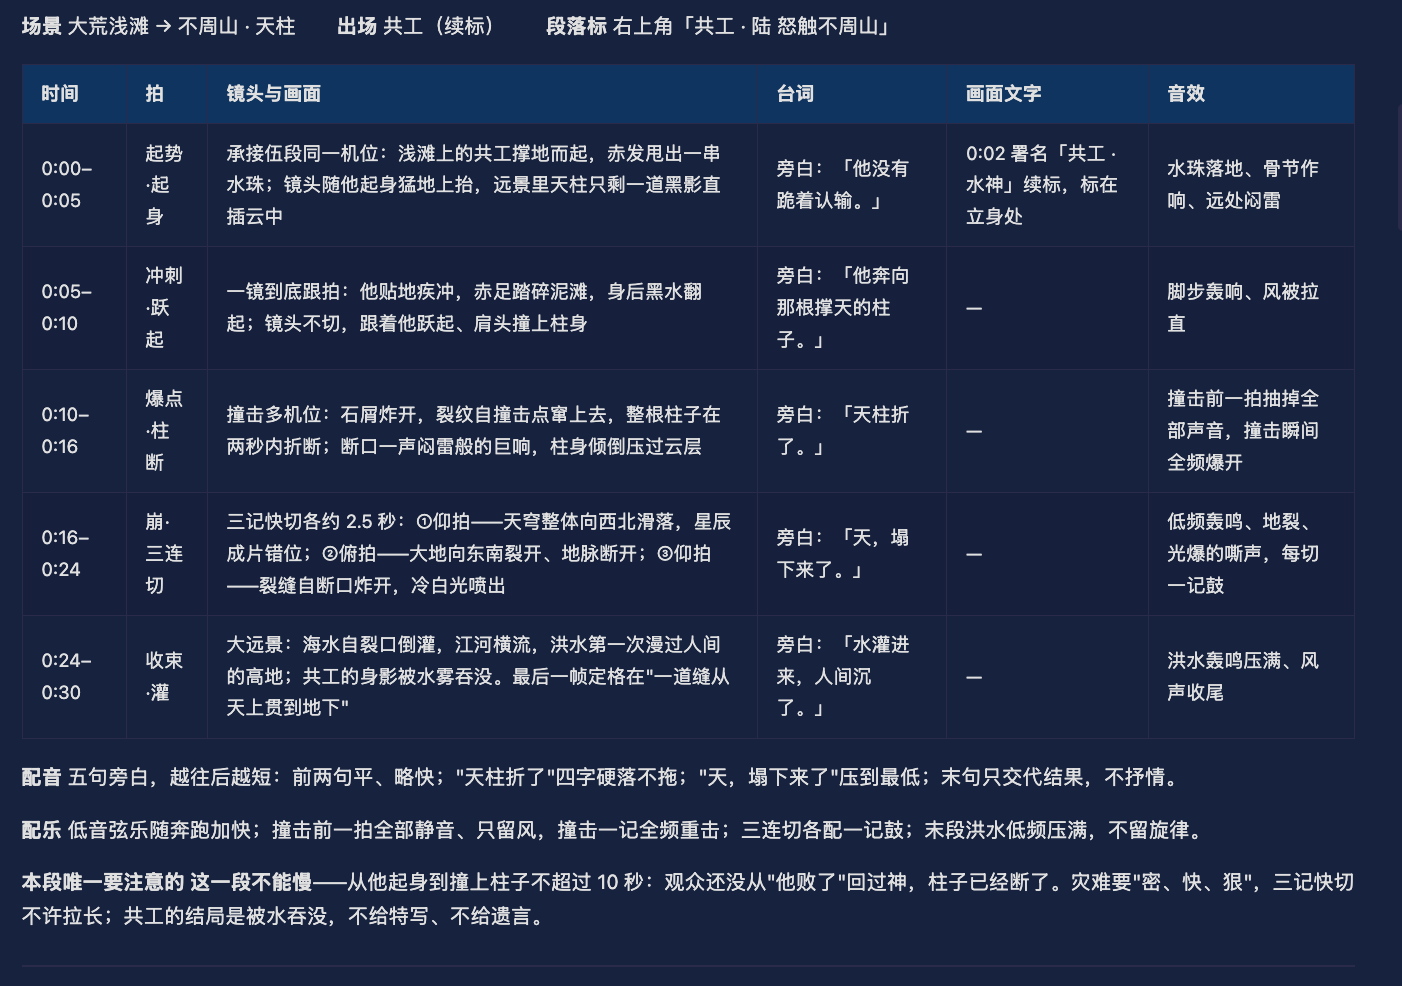 场景 大荒浅滩 → 不周山 · 天柱 出场 共工（续标） 段落标 右上角「共工 · 陆 怒触不周山」
时间 拍 镜头与画面 台词 画面文字 音效
0:00–
0:05
起势
·起
身
承接伍段同一机位：浅滩上的共工撑地而起，赤发甩出一串
水珠；镜头随他起身猛地上抬，远景里天柱只剩一道黑影直
插云中
旁白：「他没有
跪着认输。」
0:02 署名「共工 ·
水神」续标，标在
立身处
水珠落地、骨节作
响、远处闷雷
0:05–
0:10
冲刺
·跃
起
一镜到底跟拍：他贴地疾冲，赤足踏碎泥滩，身后黑水翻
起；镜头不切，跟着他跃起、肩头撞上柱身
旁白：「他奔向
那根撑天的柱
子。」
—
脚步轰响、风被拉
直
0:10–
0:16
爆点
·柱
断
撞击多机位：石屑炸开，裂纹自撞击点窜上去，整根柱子在
两秒内折断；断口一声闷雷般的巨响，柱身倾倒压过云层
旁白：「天柱折
了。」
—
撞击前一拍抽掉全
部声音，撞击瞬间
全频爆开
0:16–
0:24
崩·
三连
切
三记快切各约 2.5 秒：①仰拍——天穹整体向西北滑落，星辰
成片错位；②俯拍——大地向东南裂开、地脉断开；③仰拍
——裂缝自断口炸开，冷白光喷出
旁白：「天，塌
下来了。」
—
低频轰鸣、地裂、
光爆的嘶声，每切
一记鼓
0:24–
0:30
收束
·灌
大远景：海水自裂口倒灌，江河横流，洪水第一次漫过人间
的高地；共工的身影被水雾吞没。最后一帧定格在"一道缝从
天上贯到地下"
旁白：「水灌进
来，人间沉
了。」
—
洪水轰鸣压满、风
声收尾
配音 五句旁白，越往后越短：前两句平、略快；"天柱折了"四字硬落不拖；"天，塌下来了"压到最低；末句只交代结果，不抒情。
配乐 低音弦乐随奔跑加快；撞击前一拍全部静音、只留风，撞击一记全频重击；三连切各配一记鼓；末段洪水低频压满，不留旋律。
本段唯一要注意的 这一段不能慢——从他起身到撞上柱子不超过 10 秒：观众还没从"他败了"回过神，柱子已经断了。灾难要"密、快、狠"，三记快切
不许拉长；共工的结局是被水吞没，不给特写、不给遗言。